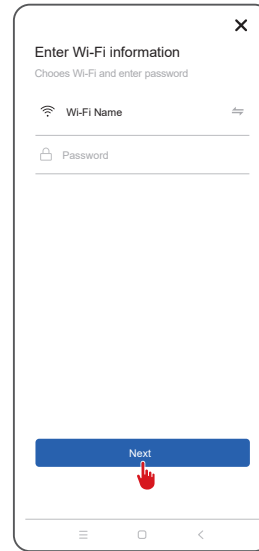 Enter Wi-Fi information
Chooes Wi-Fi and enter password
Wi-Fi Name
Password
Next